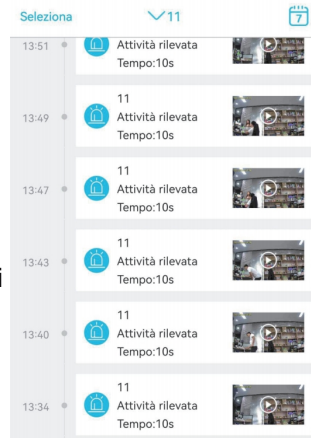 Seleziona
11
7
13:51
Attività rilevata
Tempo:10s
13:49
11
Attività rilevata
Tempo:10s
13:47
11
Attività rilevata
Tempo:10s
i
13:43
11
Attività rilevata
Tempo:10s
13:40
11
Attività rilevata
Tempo:10s
13:34
11
Attività rilevata
Tempo:10s